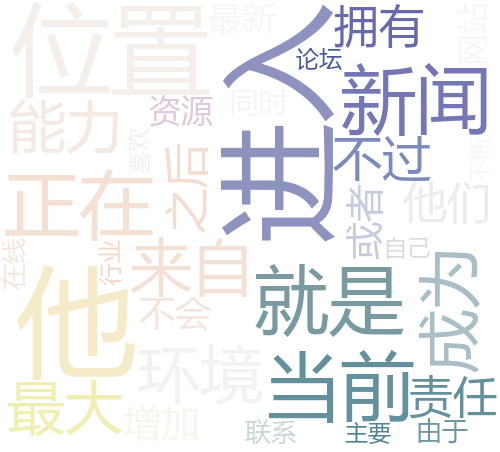 位置
最新
拥有
网站
论坛
进入
新闻
能力
资源
同时
喜欢
不过
不断
正在
之后
他们
或者
来自
自己
在线
行业
他
就是
成为
不会
环境
当前
最大
责任
增加
联系
主要
由于